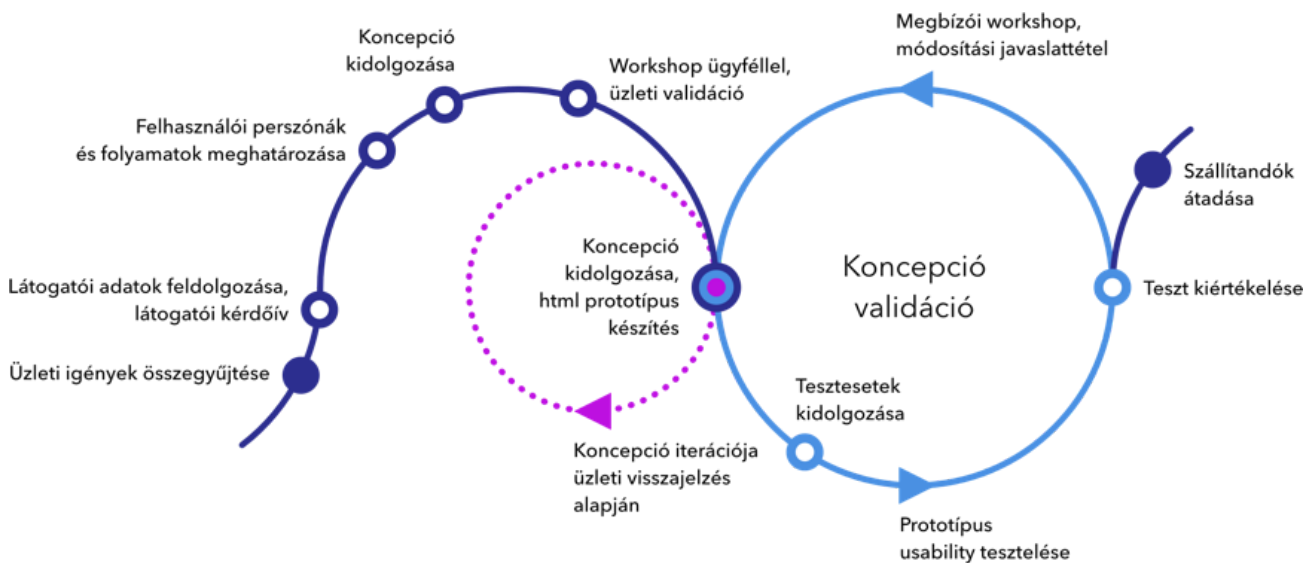 Koncepció
kidolgozása
Workshop ügyféllel,
üzleti validáció
Felhasználói perszónák
és folyamatok meghatározása
Látogatói adatok feldolgozása,
látogatói kérdőív
Üzleti igények összegyűjtése
Koncepció
kidolgozása,
html prototípus
készítés
Koncepció iterációja
üzleti visszajelzés
alapján
Megbízói workshop,
módosítási javaslattétel
Koncepció
validáció
Tesztesetek
kidolgozása
Prototípus
usability tesztelése
Szállítandók
átadása
Teszt kiértékelése